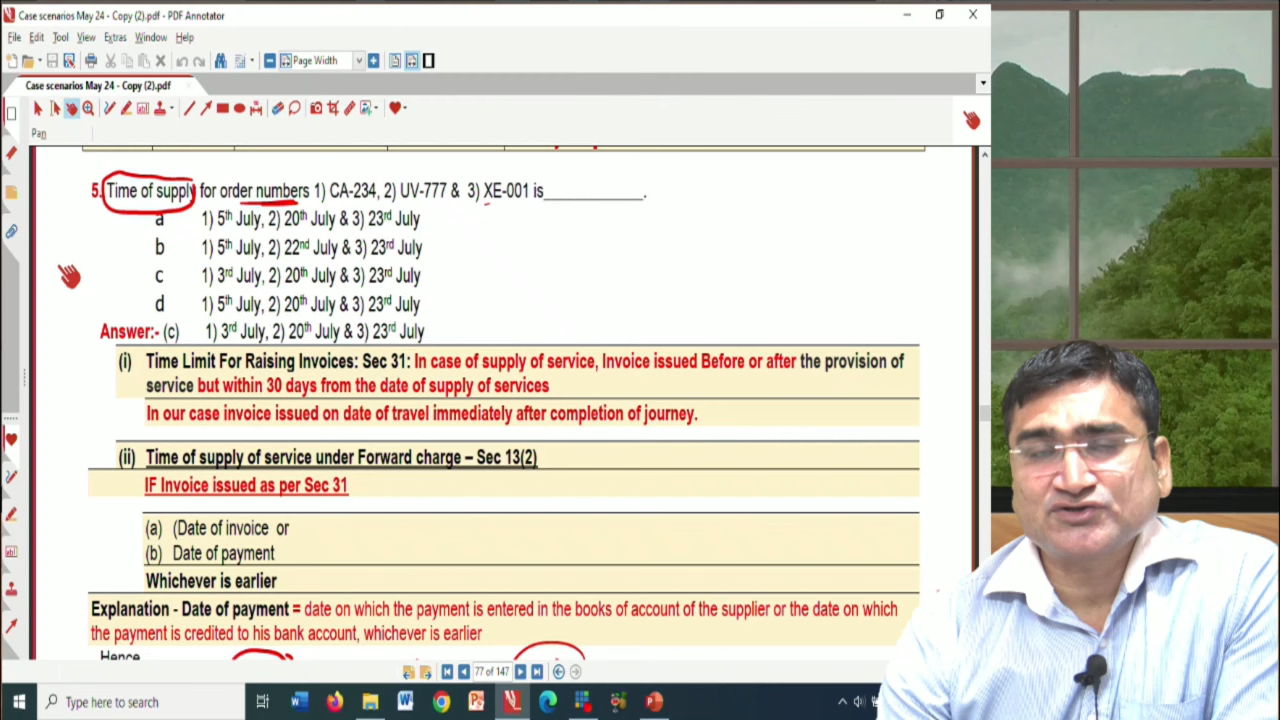 Case scenarios May 24 - Copy (2).pdf - PDF Annotator
File Edit Tool View Extras Window Help
Page Width
Case scenarios May 24 - Copy (2).pdf
Pan
5. Time of supply for order numbers 1) CA-234, 2) UV-777 & 3) XE-001 is____________.
a 1) 5th July, 2) 20th July & 3) 23rd July
b 1) 5th July, 2) 22nd July & 3) 23rd July
c 1) 3rd July, 2) 20th July & 3) 23rd July
d 1) 5th July, 2) 20th July & 3) 23rd July
Answer:- (c) 1) 3rd July, 2) 20th July & 3) 23rd July
(i) Time Limit For Raising Invoices: Sec 31: In case of supply of service, Invoice issued Before or after the provision of
service but within 30 days from the date of supply of services
In our case invoice issued on date of travel immediately after completion of journey.
(ii) Time of supply of service under Forward charge – Sec 13(2)
IF Invoice issued as per Sec 31
(a) (Date of invoice or
(b) Date of payment
Whichever is earlier
Explanation - Date of payment = date on which the payment is entered in the books of account of the supplier or the date on which
the payment is credited to his bank account, whichever is earlier
Hence
77 of 147
Type here to search